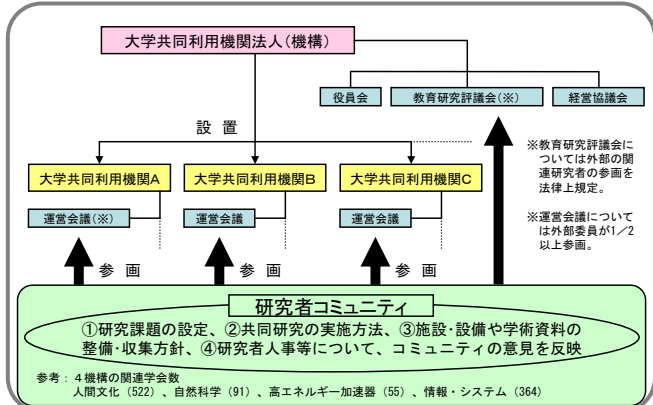 大学共同利用機関法人(機構)
役員会
教育研究評議会(※)
経営協議会
設 置
※教育研究評議会に
ついては外部の関
連研究者の参画を
法律上規定。
大学共同利用機関A
大学共同利用機関B
大学共同利用機関C
運営会議(※)
運営会議
運営会議
※運営会議について
は外部委員が1/2
以上参画。
参 画
参 画
参 画
研究者コミュニティ
①研究課題の設定、②共同研究の実施方法、③施設・設備や学術資料の
整備・収集方針、④研究者人事等について、コミュニティの意見を反映
参考:4機構の関連学会数
人間文化(522)、自然科学(91)、高エネルギー加速器(55)、情報・システム(364)